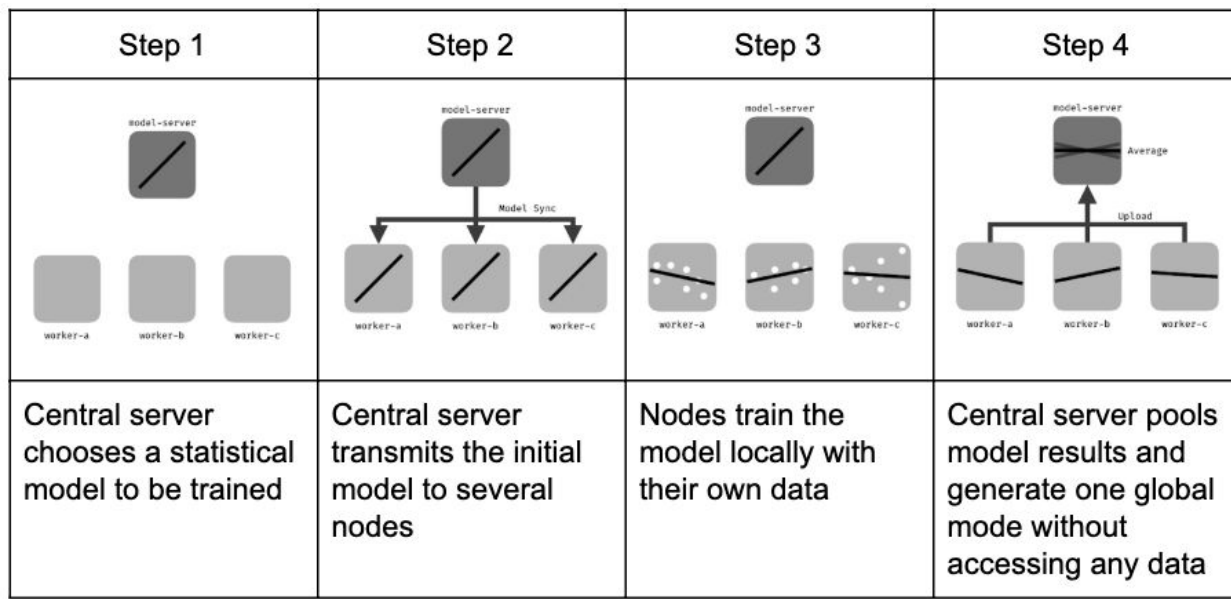 Step 1
Step 2
Step 3
Step 4
model-server
worker-a
worker-b
worker-c
model-server
Model Sync
worker-a
worker-b
worker-c
model-server
worker-a
worker-b
worker-c
model-server
Average
Upload
worker-a
worker-b
worker-c
Central server
chooses a statistical
model to be trained
Central server
transmits the initial
model to several
nodes
Nodes train the
model locally with
their own data
Central server pools
model results and
generate one global
mode without
accessing any data